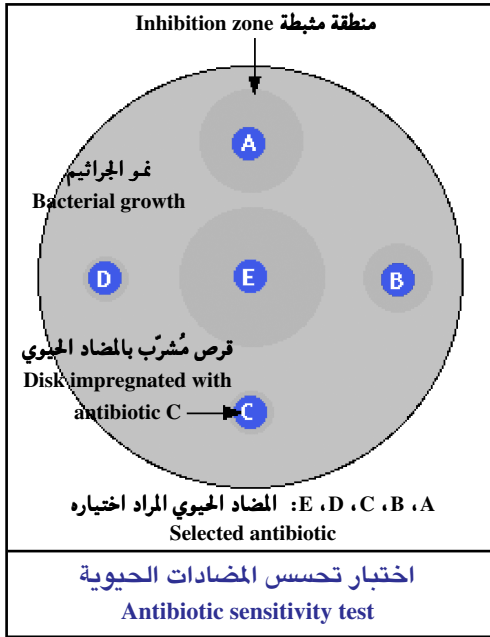 منطقة مثبطة Inhibition zone
A
نمو الجراثيم
Bacterial growth
D
E
B
قرص مُشرّب بالمضاد الحيوي
Disk impregnated with
antibiotic C
C
E ،D ،C ،B ،A: المضاد الحيوي المراد اختياره
Selected antibiotic
اختبار تحسس المضادات الحيوية
Antibiotic sensitivity test